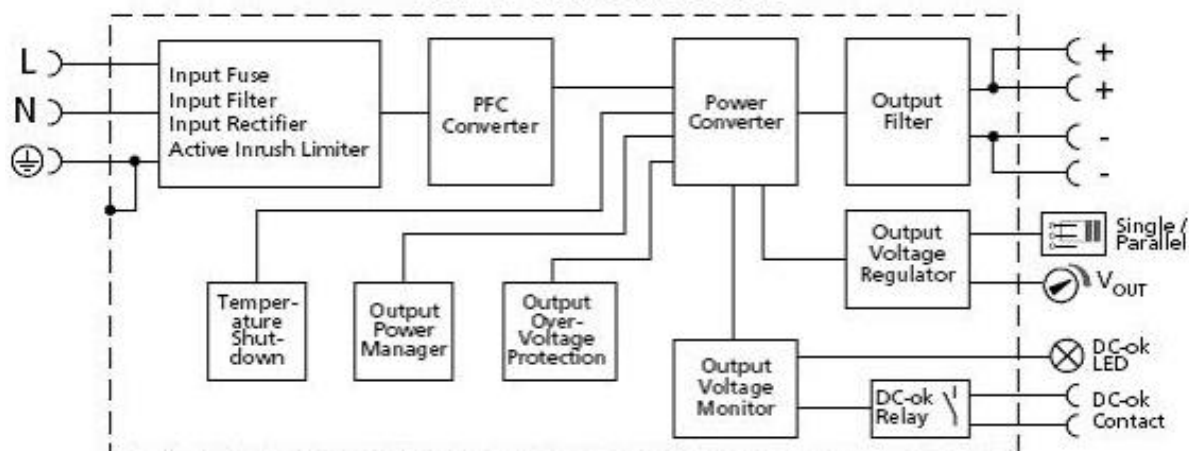 L
N
Input Fuse
Input Filter
Input Rectifier
Active Inrush Limiter
PFC
Converter
Power
Converter
Output
Filter
+
+
-
-
Output
Voltage
Regulator
Single /
Parallel
VOUT
Temper-
ature
Shut-
down
Output
Power
Manager
Output
Over-
Voltage
Protection
Output
Voltage
Monitor
DC-ok
LED
DC-ok
Relay
DC-ok
Contact